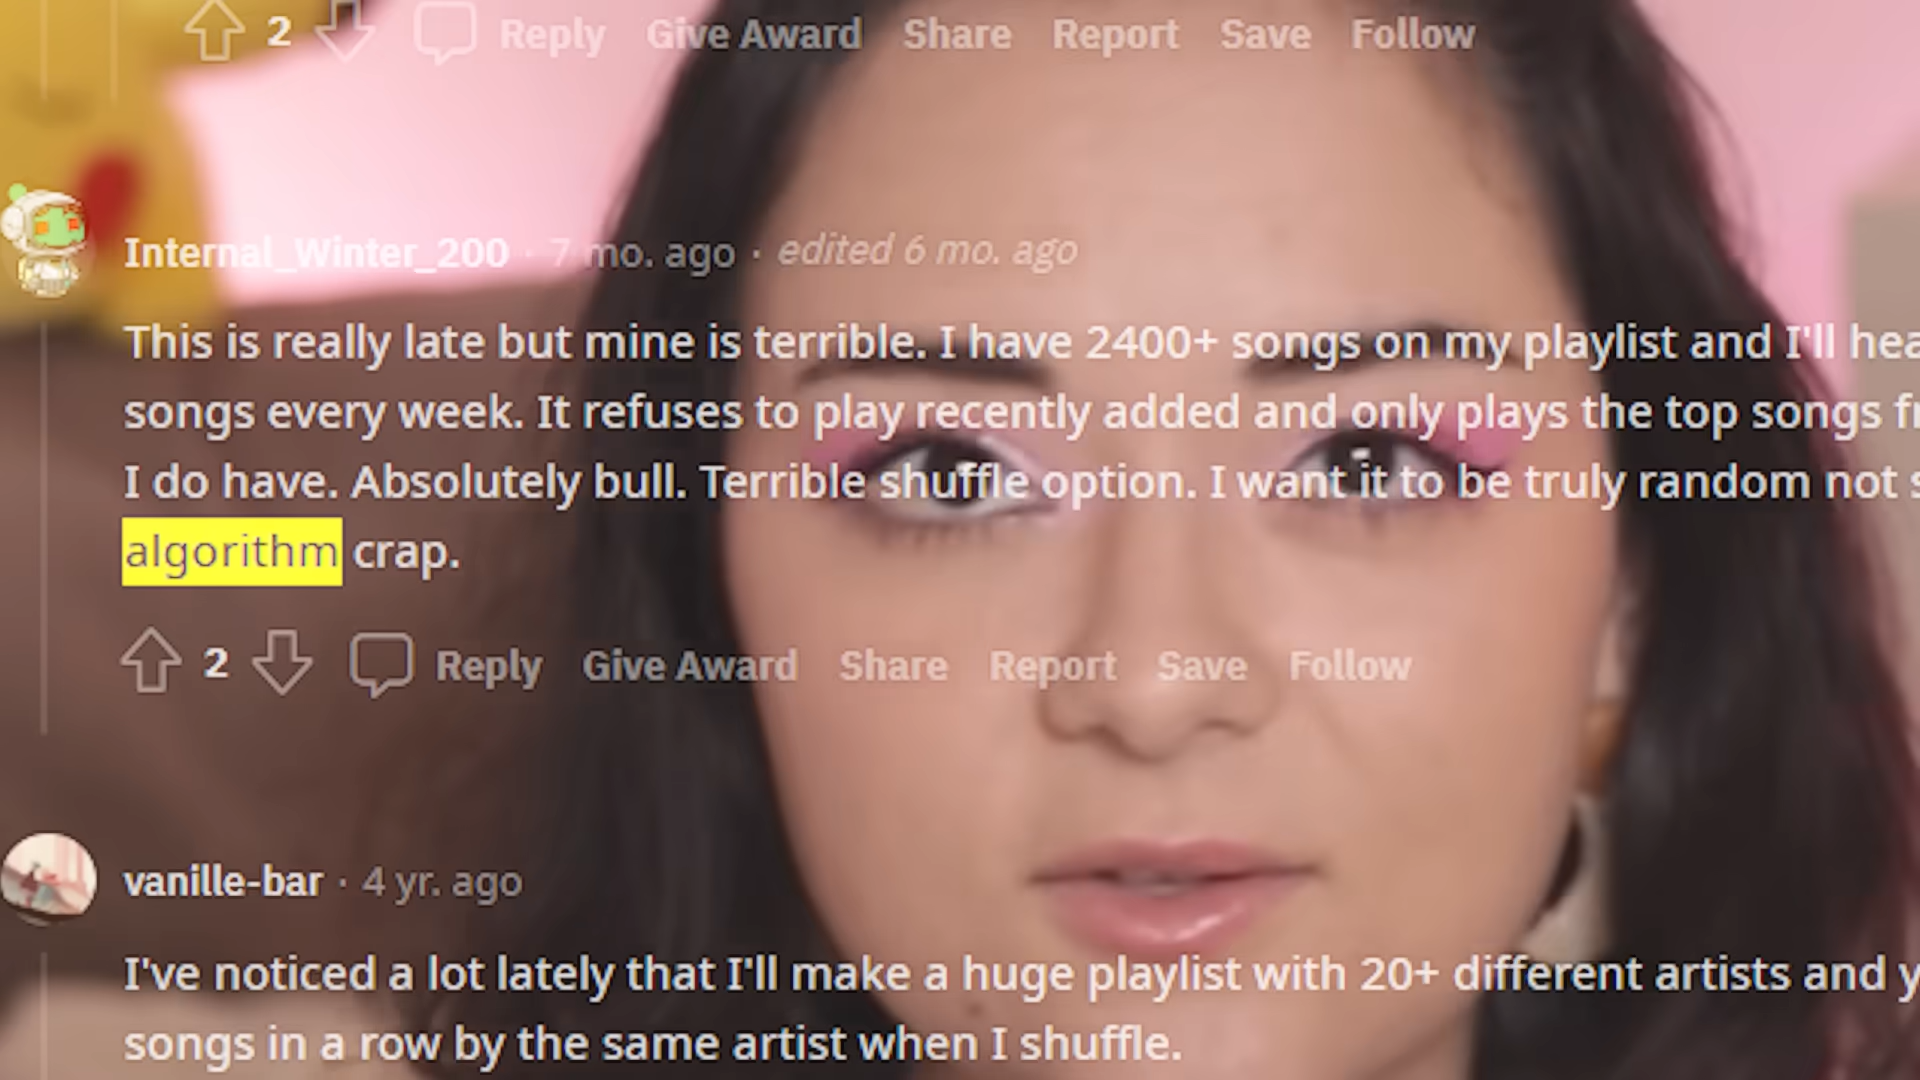 2 Reply Give Award Share Report Save Follow
Internal_Winter_200 · 7 mo. ago · edited 6 mo. ago
This is really late but mine is terrible. I have 2400+ songs on my playlist and I'll
songs every week. It refuses to play recently added and only plays the top songs
I do have. Absolutely bull. Terrible shuffle option. I want it to be truly random not
algorithm crap.
2 Reply Give Award Share Report Save Follow
vanille-bar · 4 yr. ago
I've noticed a lot lately that I'll make a huge playlist with 20+ different artists and
songs in a row by the same artist when I shuffle.